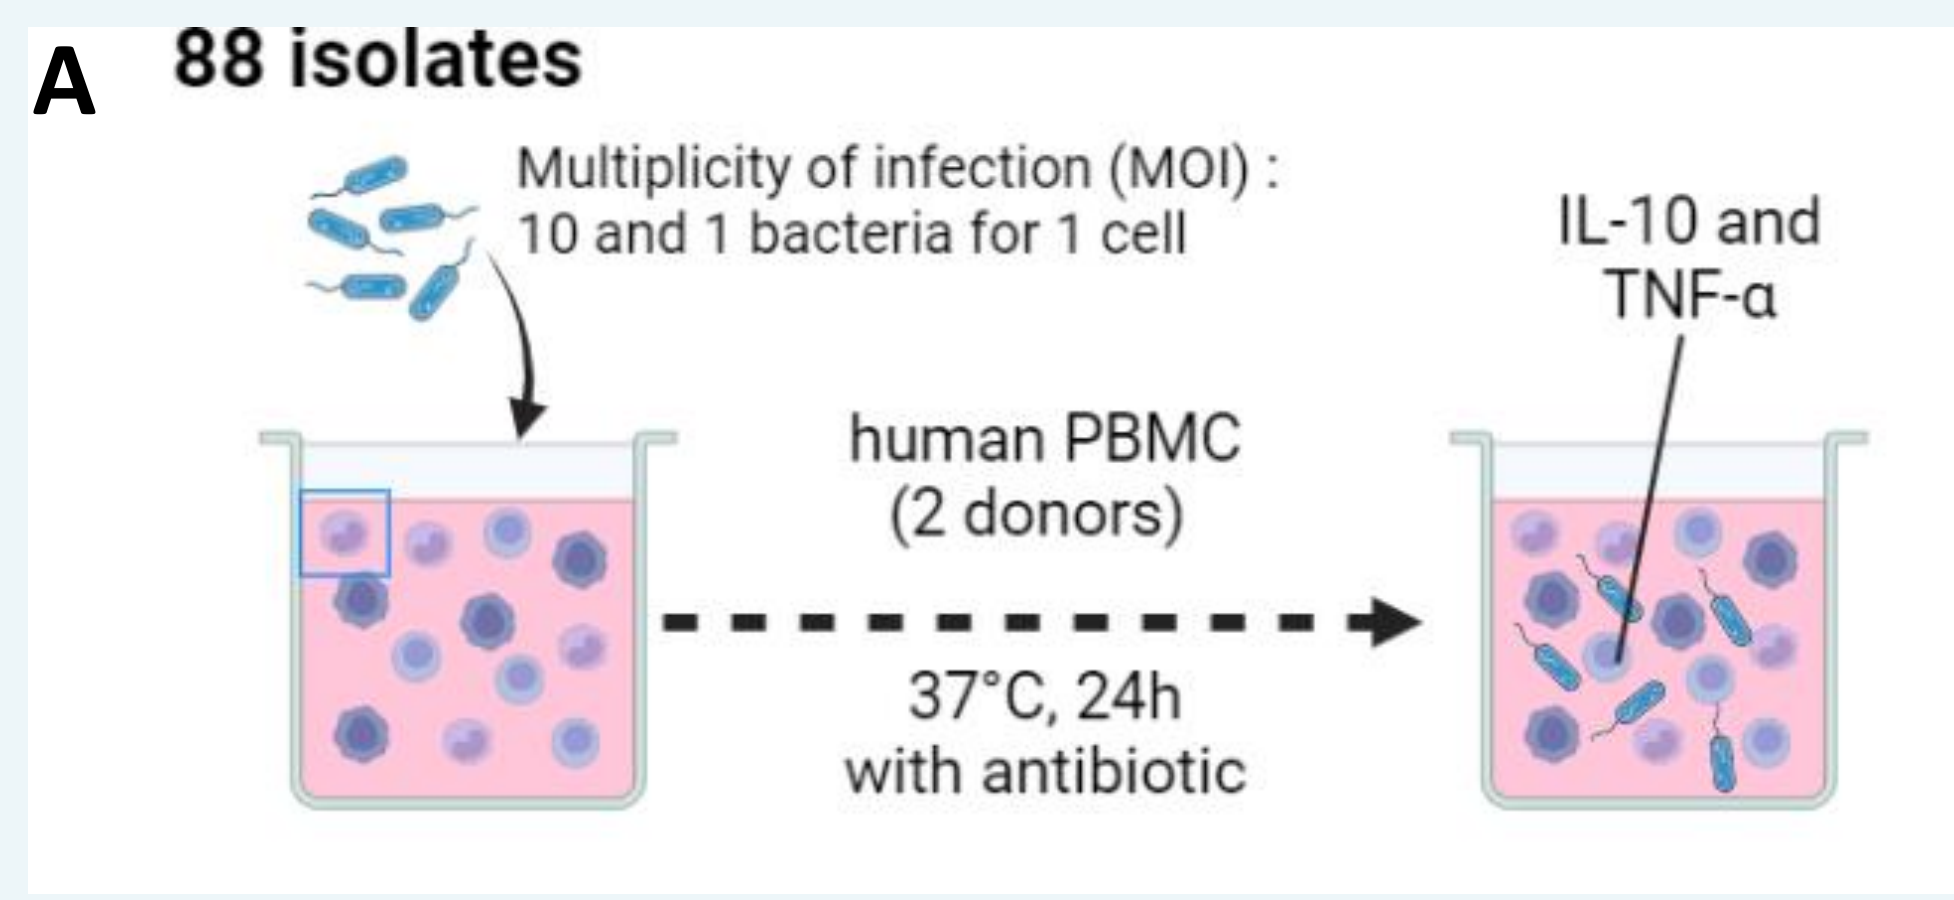 A
88 isolates
Multiplicity of infection (MOI) :
10 and 1 bacteria for 1 cell
IL-10 and
TNF-α
human PBMC
(2 donors)
37°C, 24h
with antibiotic